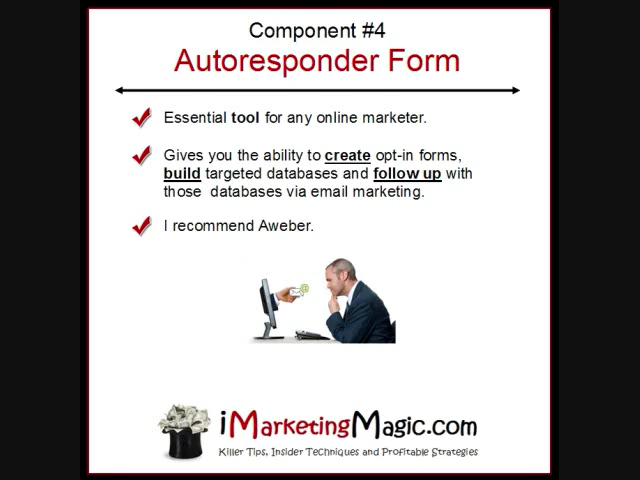 Component #4
Autoresponder Form
Essential tool for any online marketer.
Gives you the ability to create opt-in forms,
build targeted databases and follow up with
those databases via email marketing.
I recommend Aweber.
@
iMarketingMagic.com
Killer Tips, Insider Techniques and Profitable Strategies